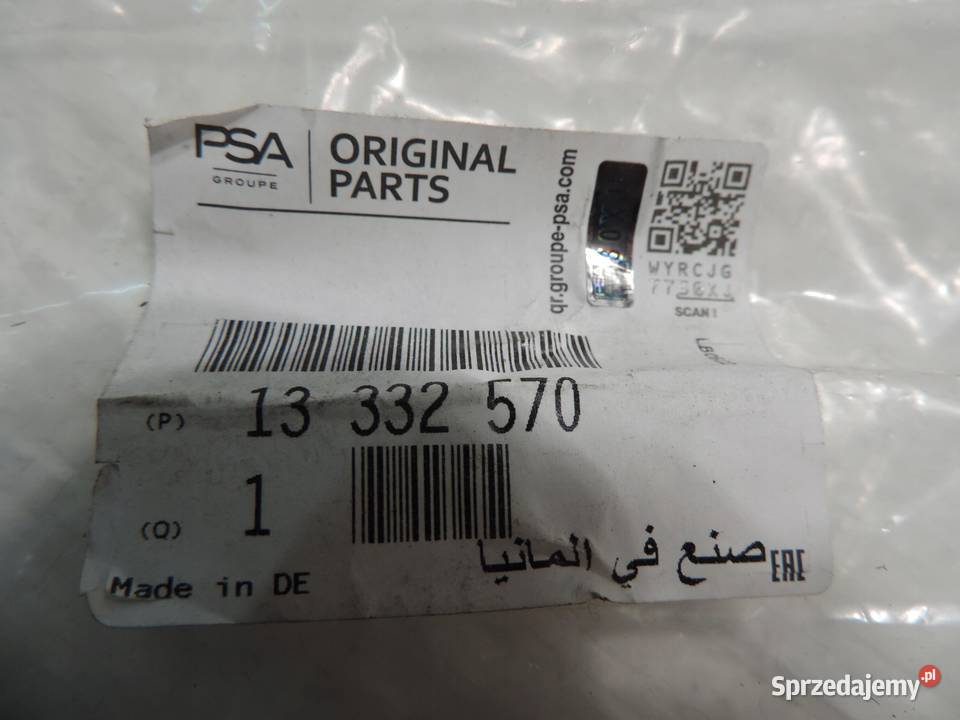 PSA
GROUPE
ORIGINAL
PARTS
qr.groupe-psa.com
WYRCJG
SCAN!
(P) 13 332 570
(Q) 1
صنع في المانيا
EAC
Made in DE
Sprzedajemy.pl